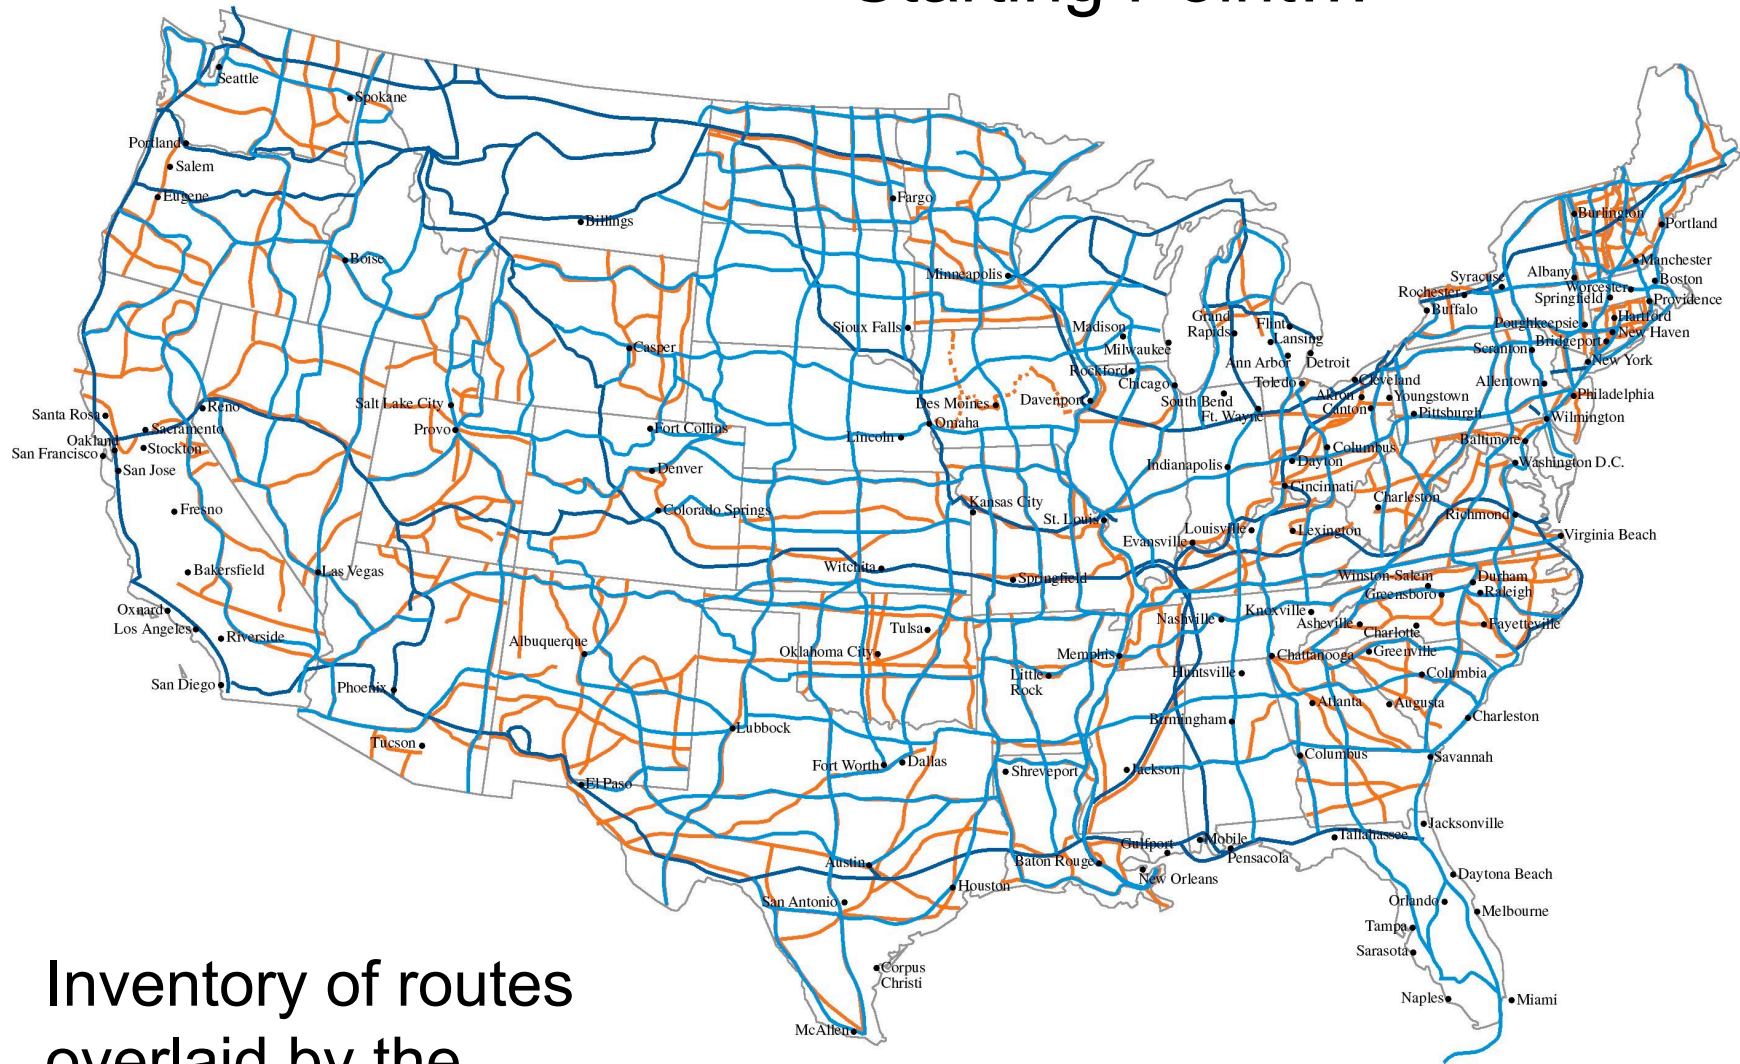 Starting Point...
Seattle
Spokane
Portland
Salem
Eugene
Billings
Boise
Fargo
Minneapolis
Burlington
Portland
Manchester
Syracuse
Albany
Boston
Rochester
Worcester
Springfield
Providence
Buffalo
Hartford
Poughkeepsie
New Haven
Bridgeport
Scranton
New York
Sioux Falls
Madison
Grand
Rapids
Flint
Lansing
Milwaukee
Casper
Ann Arbor
Detroit
Rockford
Chicago
Toledo
Cleveland
Allentown
Akron
Youngstown
Philadelphia
South Bend
Ft. Wayne
Canton
Pittsburgh
Wilmington
Reno
Salt Lake City
Des Moines
Davenport
Santa Rosa
Sacramento
Provo
Fort Collins
Lincoln
Omaha
Oakland
Stockton
San Francisco
San Jose
Denver
Indianapolis
Columbus
Dayton
Baltimore
Washington D.C.
Cincinnati
Charleston
Fresno
Colorado Springs
Kansas City
St. Louis
Richmond
Louisville
Lexington
Evansville
Virginia Beach
Bakersfield
Las Vegas
Witchita
Springfield
Winston-Salem
Durham
Greensboro
Raleigh
Oxnard
Los Angeles
Riverside
Albuquerque
Tulsa
Nashville
Knoxville
Asheville
Charlotte
Fayetteville
Oklahoma City
Memphis
Chattanooga
Greenville
San Diego
Phoenix
Little
Rock
Huntsville
Columbia
Atlanta
Augusta
Lubbock
Birmingham
Charleston
Tucson
Fort Worth
Dallas
Shreveport
Jackson
Columbus
Savannah
El Paso
Jacksonville
Austin
Baton Rouge
Gulfport
Mobile
Tallahassee
Pensacola
New Orleans
Daytona Beach
Houston
San Antonio
Orlando
Melbourne
Tampa
Sarasota
Corpus
Christi
Naples
Miami
McAllen
Inventory of routes
overlaid by the